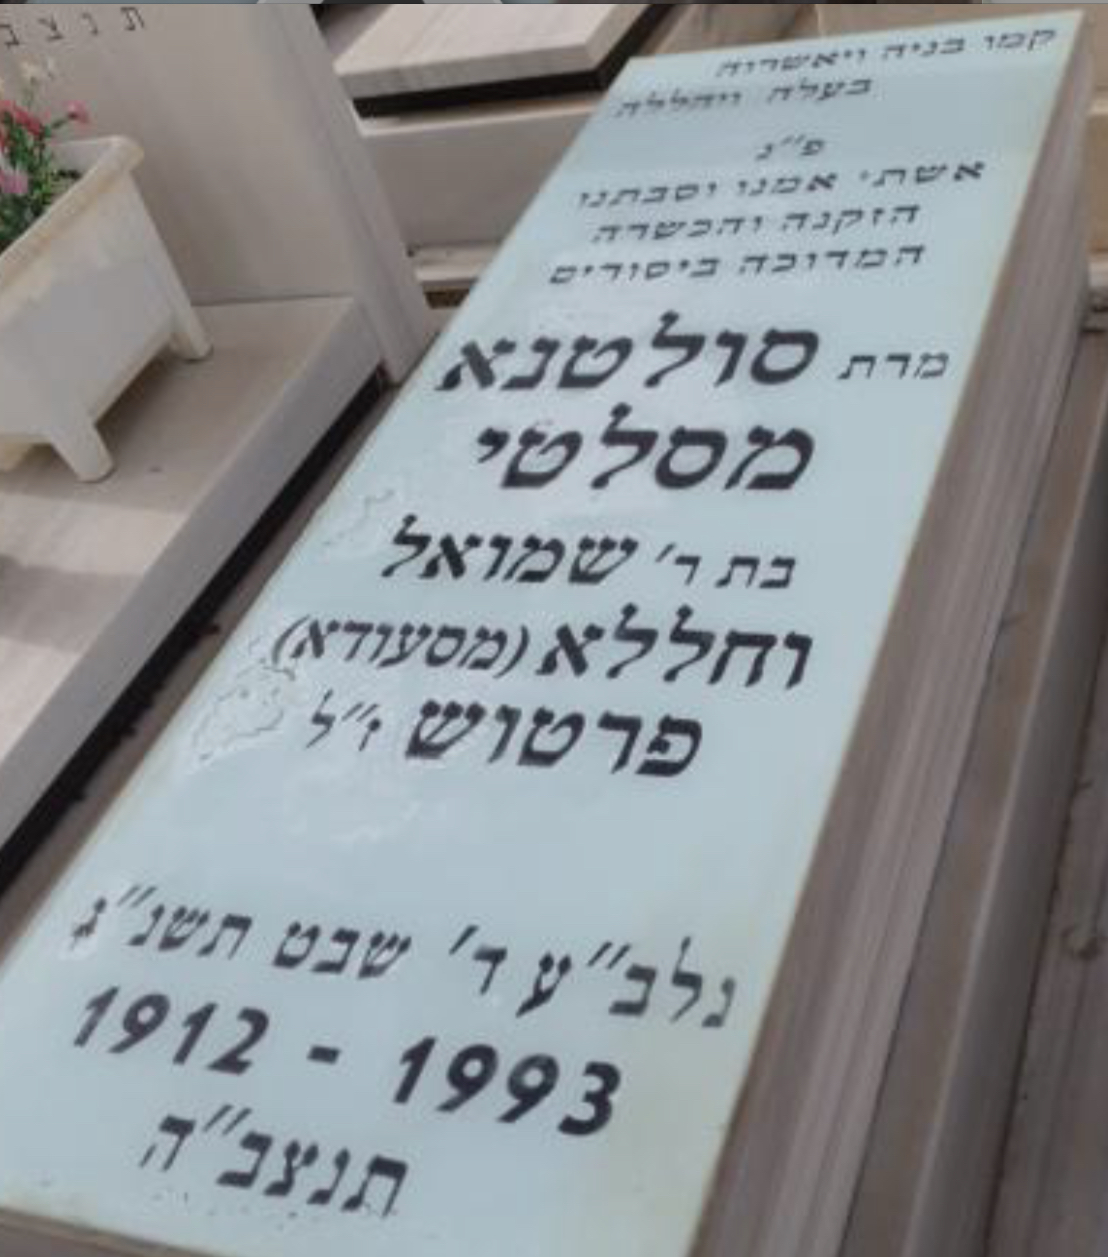 תנצב
קמו בניה ויאשרוה
בעלה ויהללה
פ״נ
אשתי אמנו וסבתנו
הזקנה והכשרה
המדוכה ביסורים
מרת סולטנא
מסלטי
בת ר׳ שמואל
וחללא (מסעודא)
פרטוש ז״ל
נלב״ע ד׳ שבט תשנ״ג
1912 - 1993
תנצב״ה